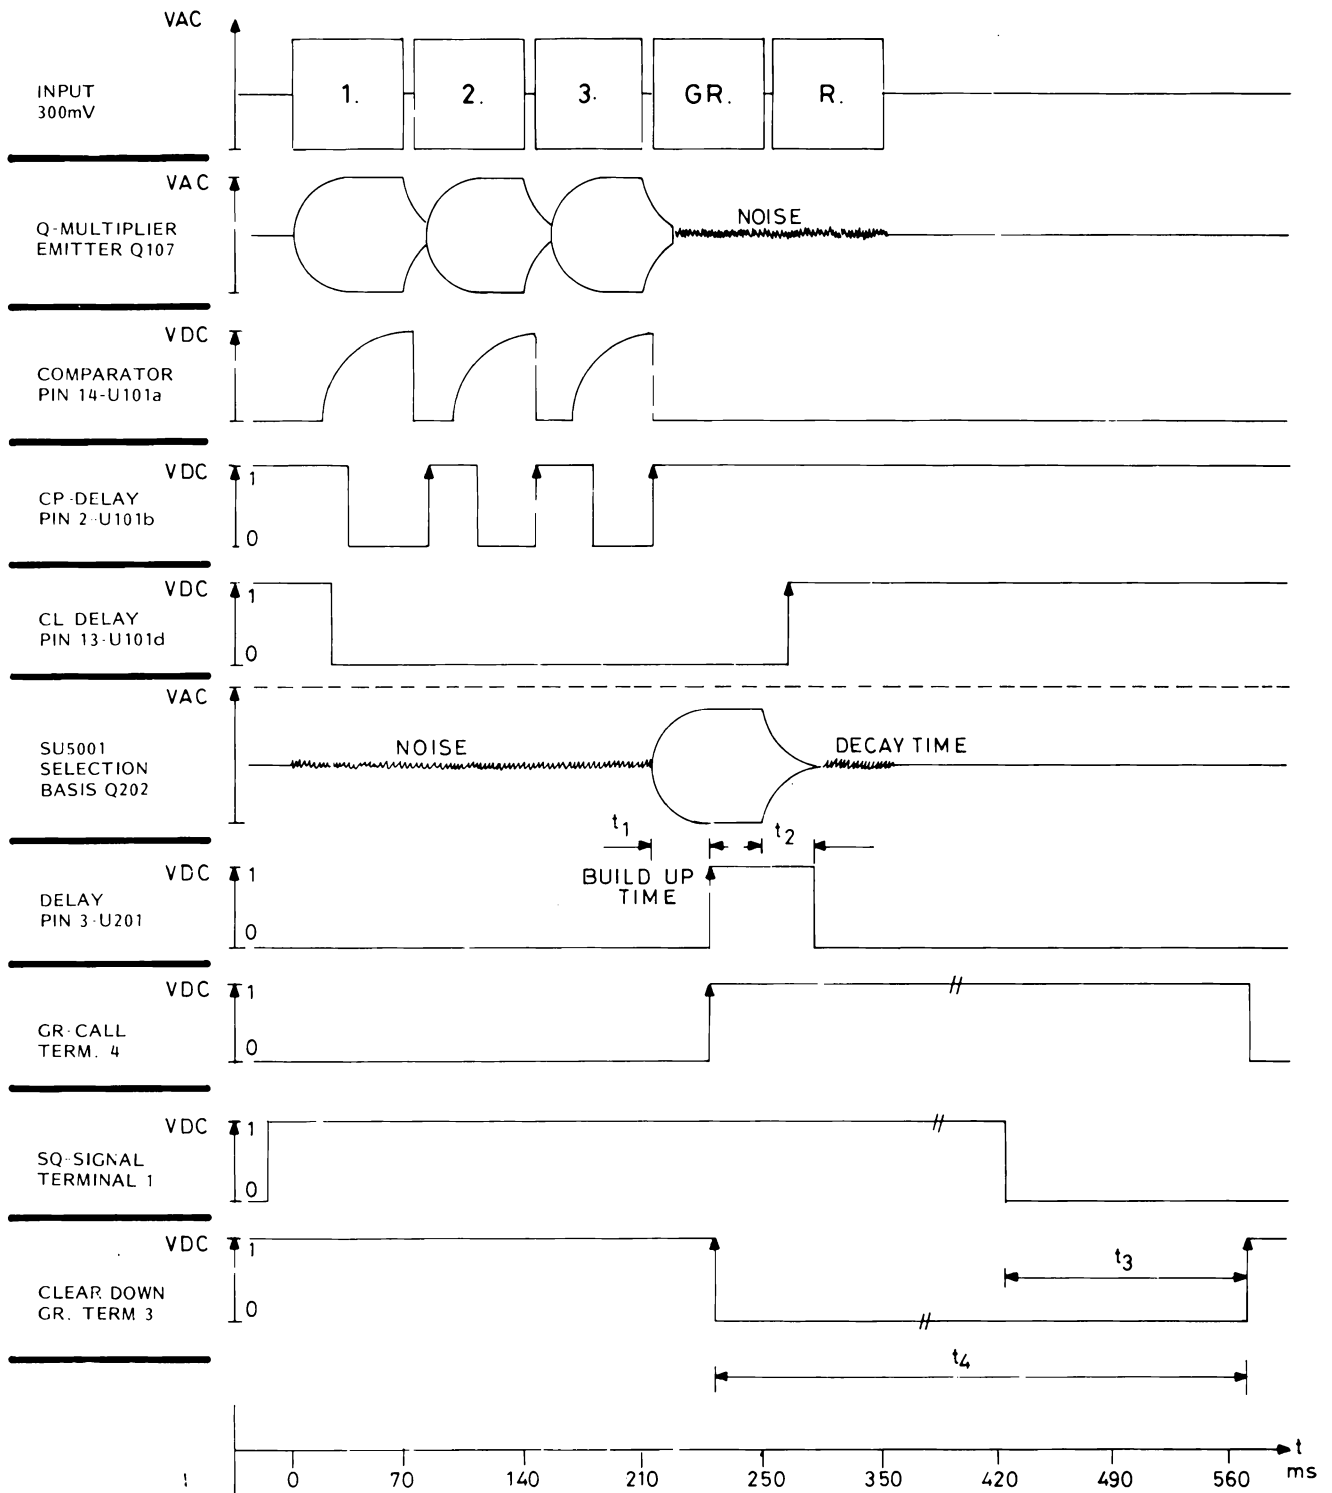 VAC
INPUT
300mV
1. 2. 3. GR. R.
VAC
Q-MULTIPLIER
EMITTER Q107
NOISE
VDC
COMPARATOR
PIN 14-U101a
VDC 1
CP-DELAY
PIN 2-U101b
0
VDC 1
CL DELAY
PIN 13-U101d
0
VAC
SU5001
SELECTION
BASIS Q202
NOISE
DECAY TIME
t1 t2
BUILD UP
TIME
VDC 1
DELAY
PIN 3-U201
0
VDC 1
GR-CALL
TERM. 4
0
VDC 1
SQ-SIGNAL
TERMINAL 1
0
VDC 1
CLEAR DOWN
GR. TERM 3
0
t3
t4
t
ms
0 70 140 210 250 350 420 490 560